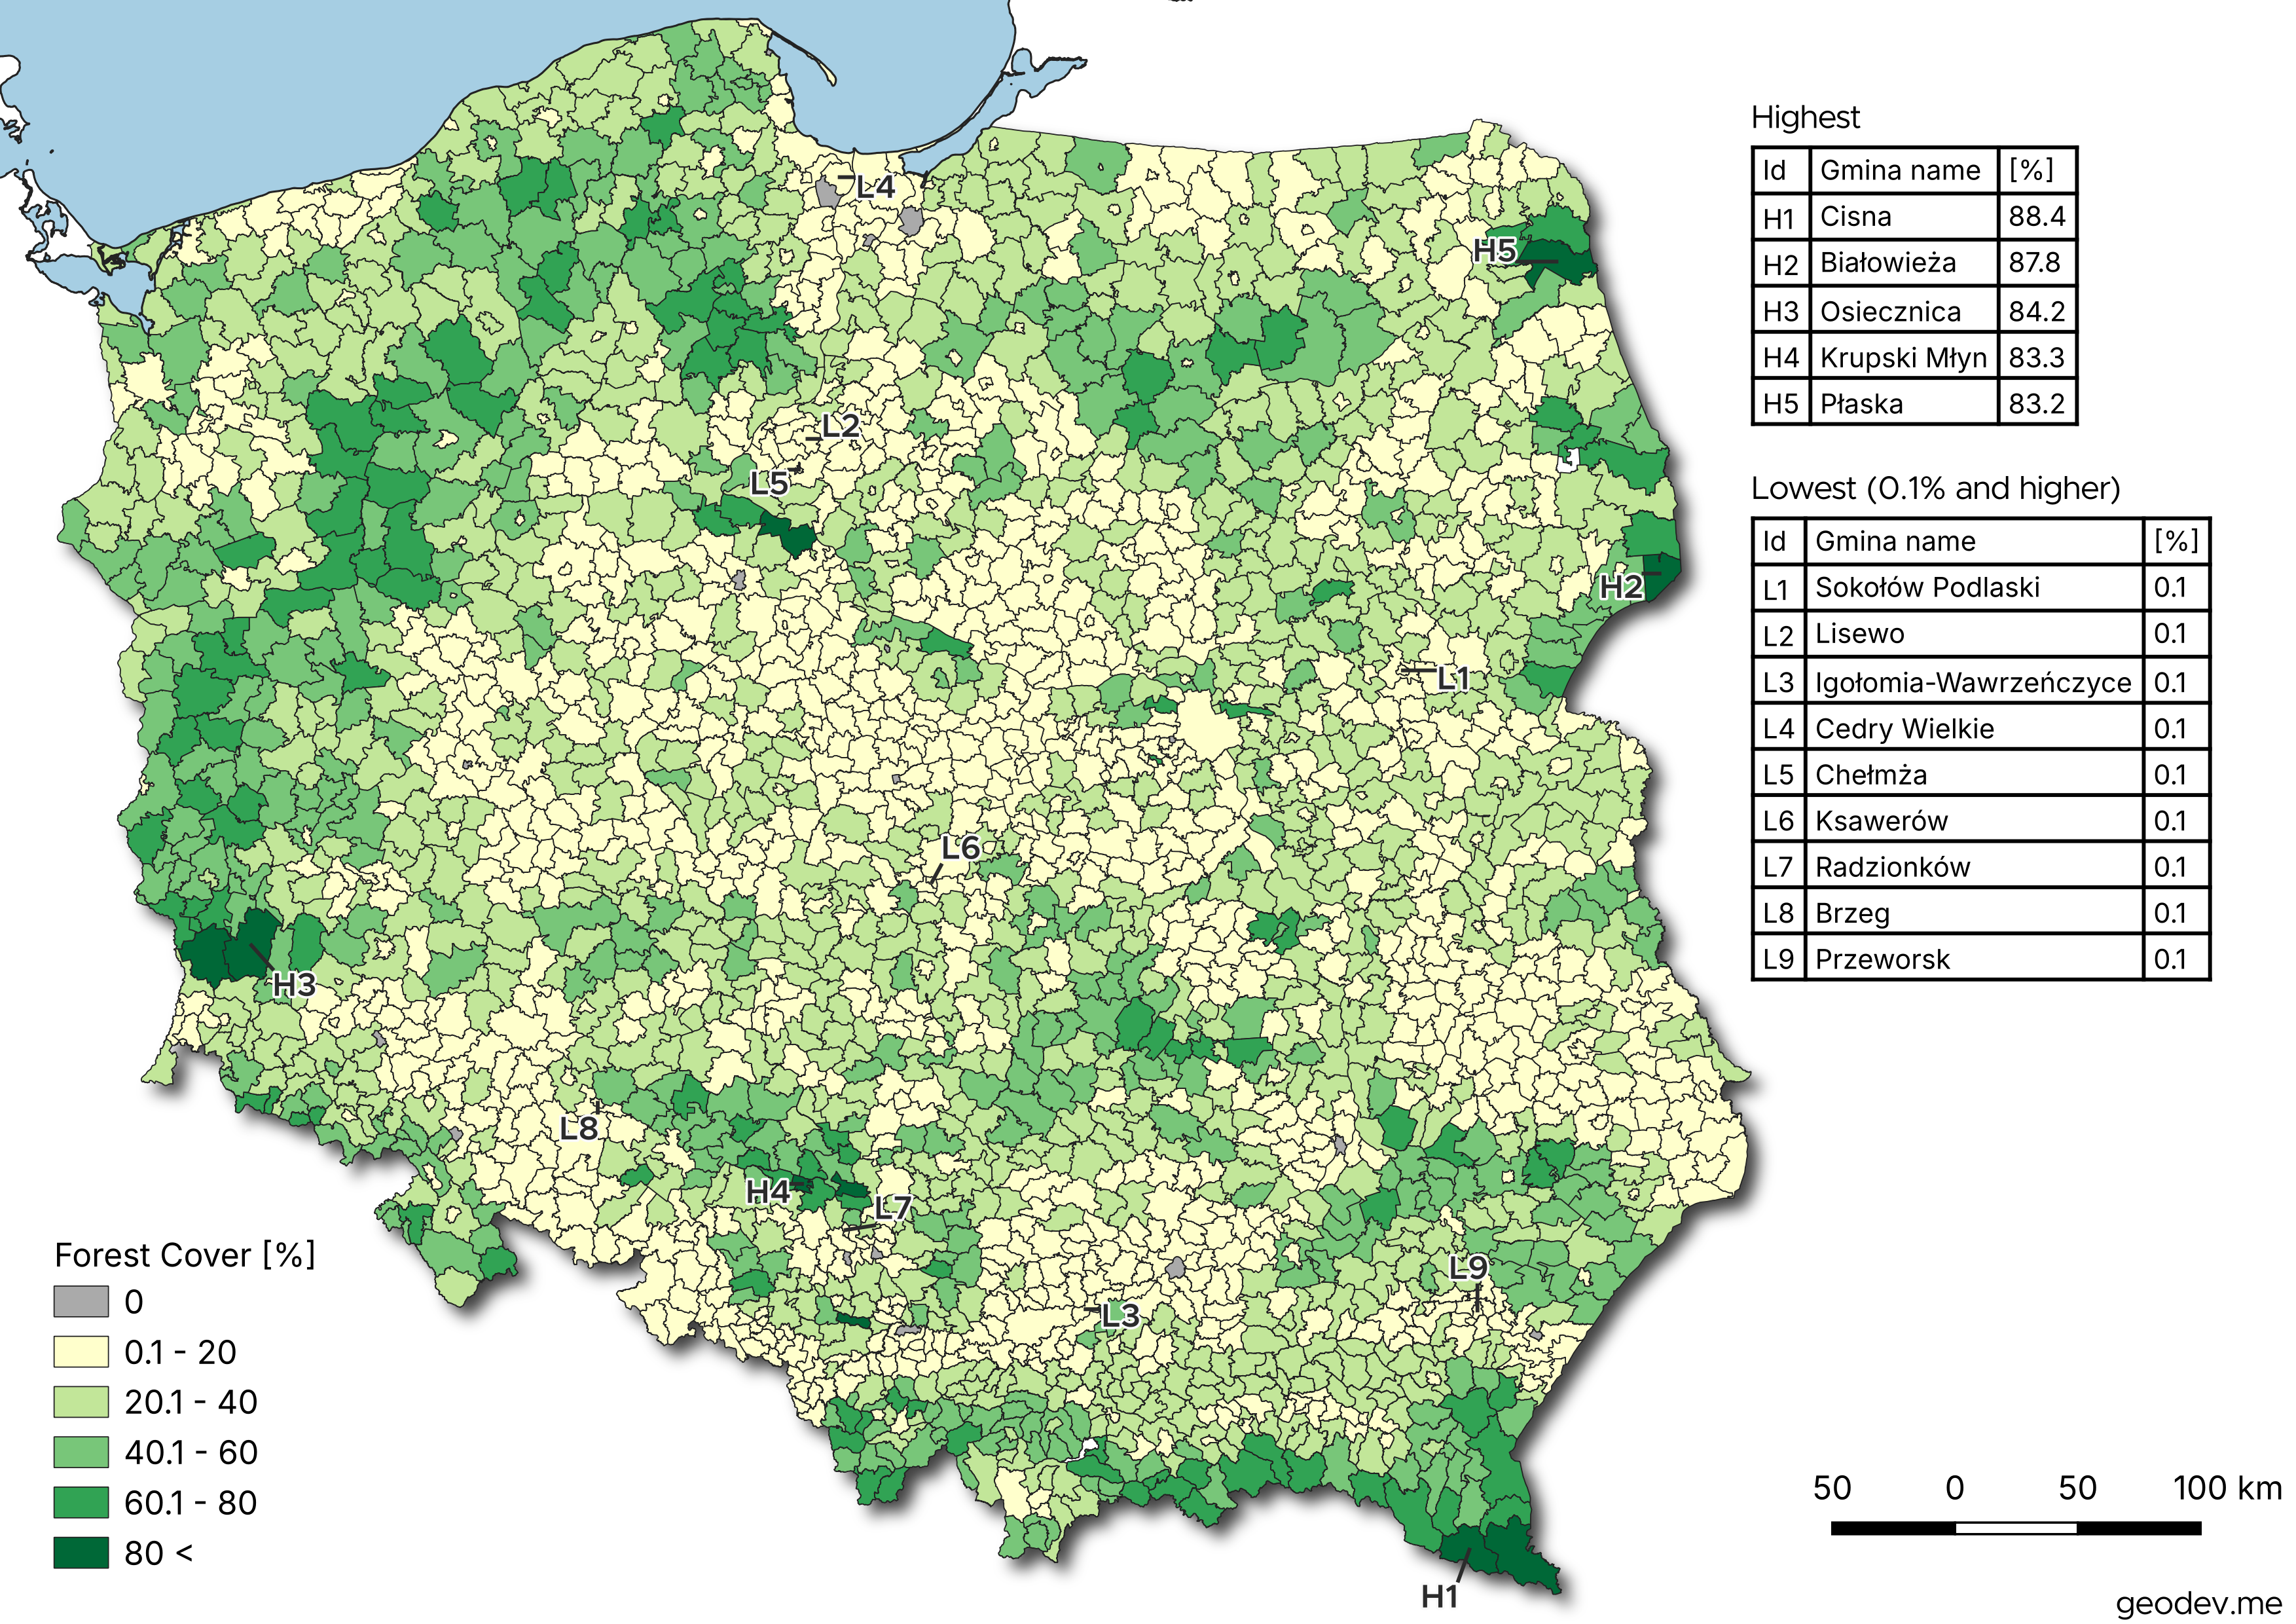 Highest
Id Gmina name [%]
H1 Cisna 88.4
H2 Białowieża 87.8
H3 Osiecznica 84.2
H4 Krupski Młyn 83.3
H5 Płaska 83.2
Lowest (0.1% and higher)
Id Gmina name [%]
L1 Sokołów Podlaski 0.1
L2 Lisewo 0.1
L3 Igołomia-Wawrzeńczyce 0.1
L4 Cedry Wielkie 0.1
L5 Chełmża 0.1
L6 Ksawerów 0.1
L7 Radzionków 0.1
L8 Brzeg 0.1
L9 Przeworsk 0.1
L4
H5
L2
L5
H2
L1
L6
H3
L8
H4
L7
L9
L3
H1
Forest Cover [%]
0
0.1 - 20
20.1 - 40
40.1 - 60
60.1 - 80
80 <
50 0 50 100 km
geodev.me